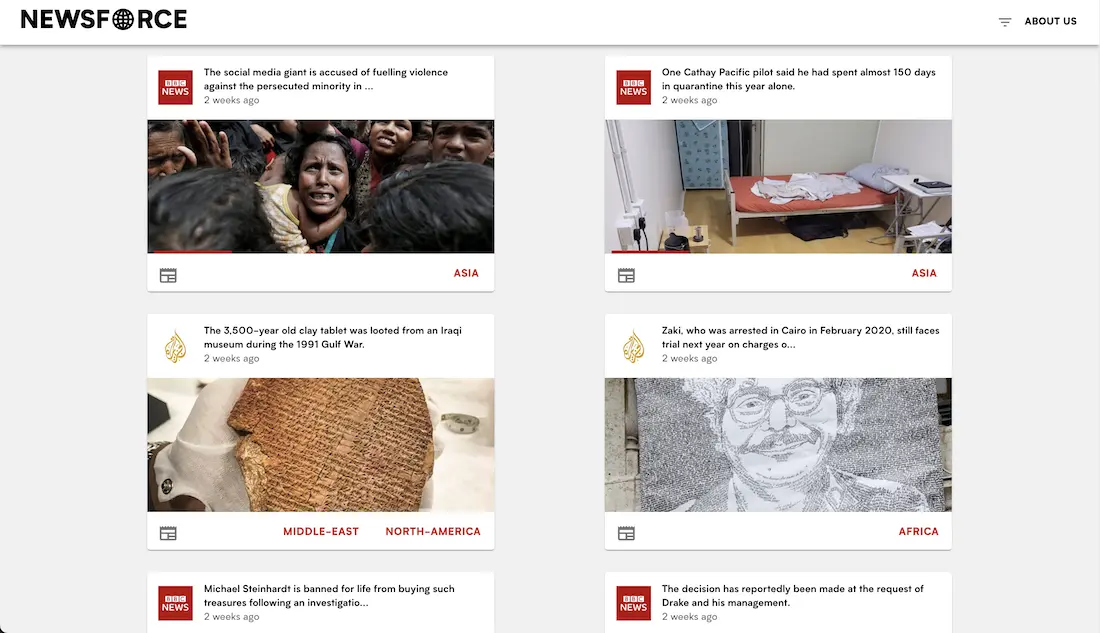 NEWSFORCE
ABOUT US
BBC
NEWS
The social media giant is accused of fuelling violence
against the persecuted minority in ...
2 weeks ago
ASIA
BBC
NEWS
One Cathay Pacific pilot said he had spent almost 150 days
in quarantine this year alone.
2 weeks ago
ASIA
The 3,500-year old clay tablet was looted from an Iraqi
museum during the 1991 Gulf War.
2 weeks ago
MIDDLE-EAST NORTH-AMERICA
Zaki, who was arrested in Cairo in February 2020, still faces
trial next year on charges o...
2 weeks ago
AFRICA
BBC
NEWS
Michael Steinhardt is banned for life from buying such
treasures following an investigatio...
2 weeks ago
BBC
NEWS
The decision has reportedly been made at the request of
Drake and his management.
2 weeks ago